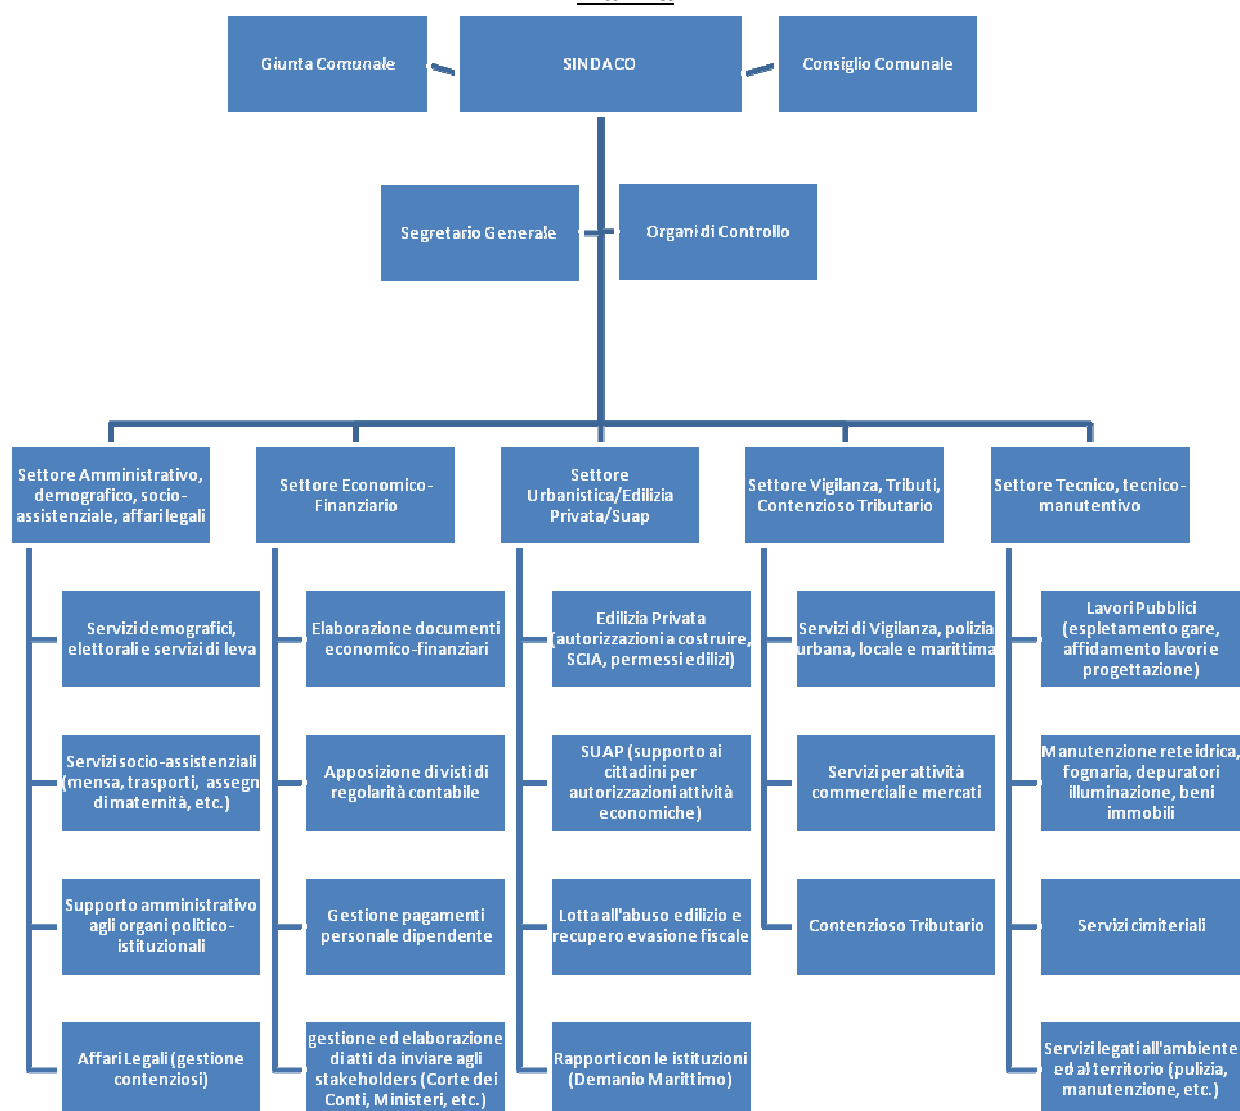 Giunta Comunale
SINDACO
Consiglio Comunale
Segretario Generale
Organi di Controllo
Settore Amministrativo,
demografico, socio-
assistenziale, affari legali
Settore Economico-
Finanziario
Settore
Urbanistica/Edilizia
Privata/Suap
Settore Vigilanza, Tributi,
Contenzioso Tributario
Settore Tecnico, tecnico-
manutentivo
Servizi demografici,
elettorali e servizi di leva
Servizi socio-assistenziali
(mensa, trasporti, assegn
di maternità, etc.)
Supporto amministrativo
agli organi politico-
istituzionali
Affari Legali (gestione
contenziosi)
Elaborazione documenti
economico-finanziari
Apposizione di visti di
regolarità contabile
Gestione pagamenti
personale dipendente
gestione ed elaborazione
di atti da inviare agli
stakeholders (Corte dei
Conti, Ministeri, etc.)
Edilizia Privata
(autorizzazioni a costruire,
SCIA, permessi edilizi)
SUAP (supporto ai
cittadini per
autorizzazioni attività
economiche)
Lotta all'abuso edilizio e
recupero evasione fiscale
Rapporti con le istituzioni
(Demanio Marittimo)
Servizi di Vigilanza, polizia
urbana, locale e marittima
Servizi per attività
commerciali e mercati
Contenzioso Tributario
Lavori Pubblici
(espletamento gare,
affidamento lavori e
progettazione)
Manutenzione rete idrica,
fognaria, depuratori
illuminazione, beni
immobili
Servizi cimiteriali
Servizi legati all'ambiente
ed al territorio (pulizia,
manutenzione, etc.)